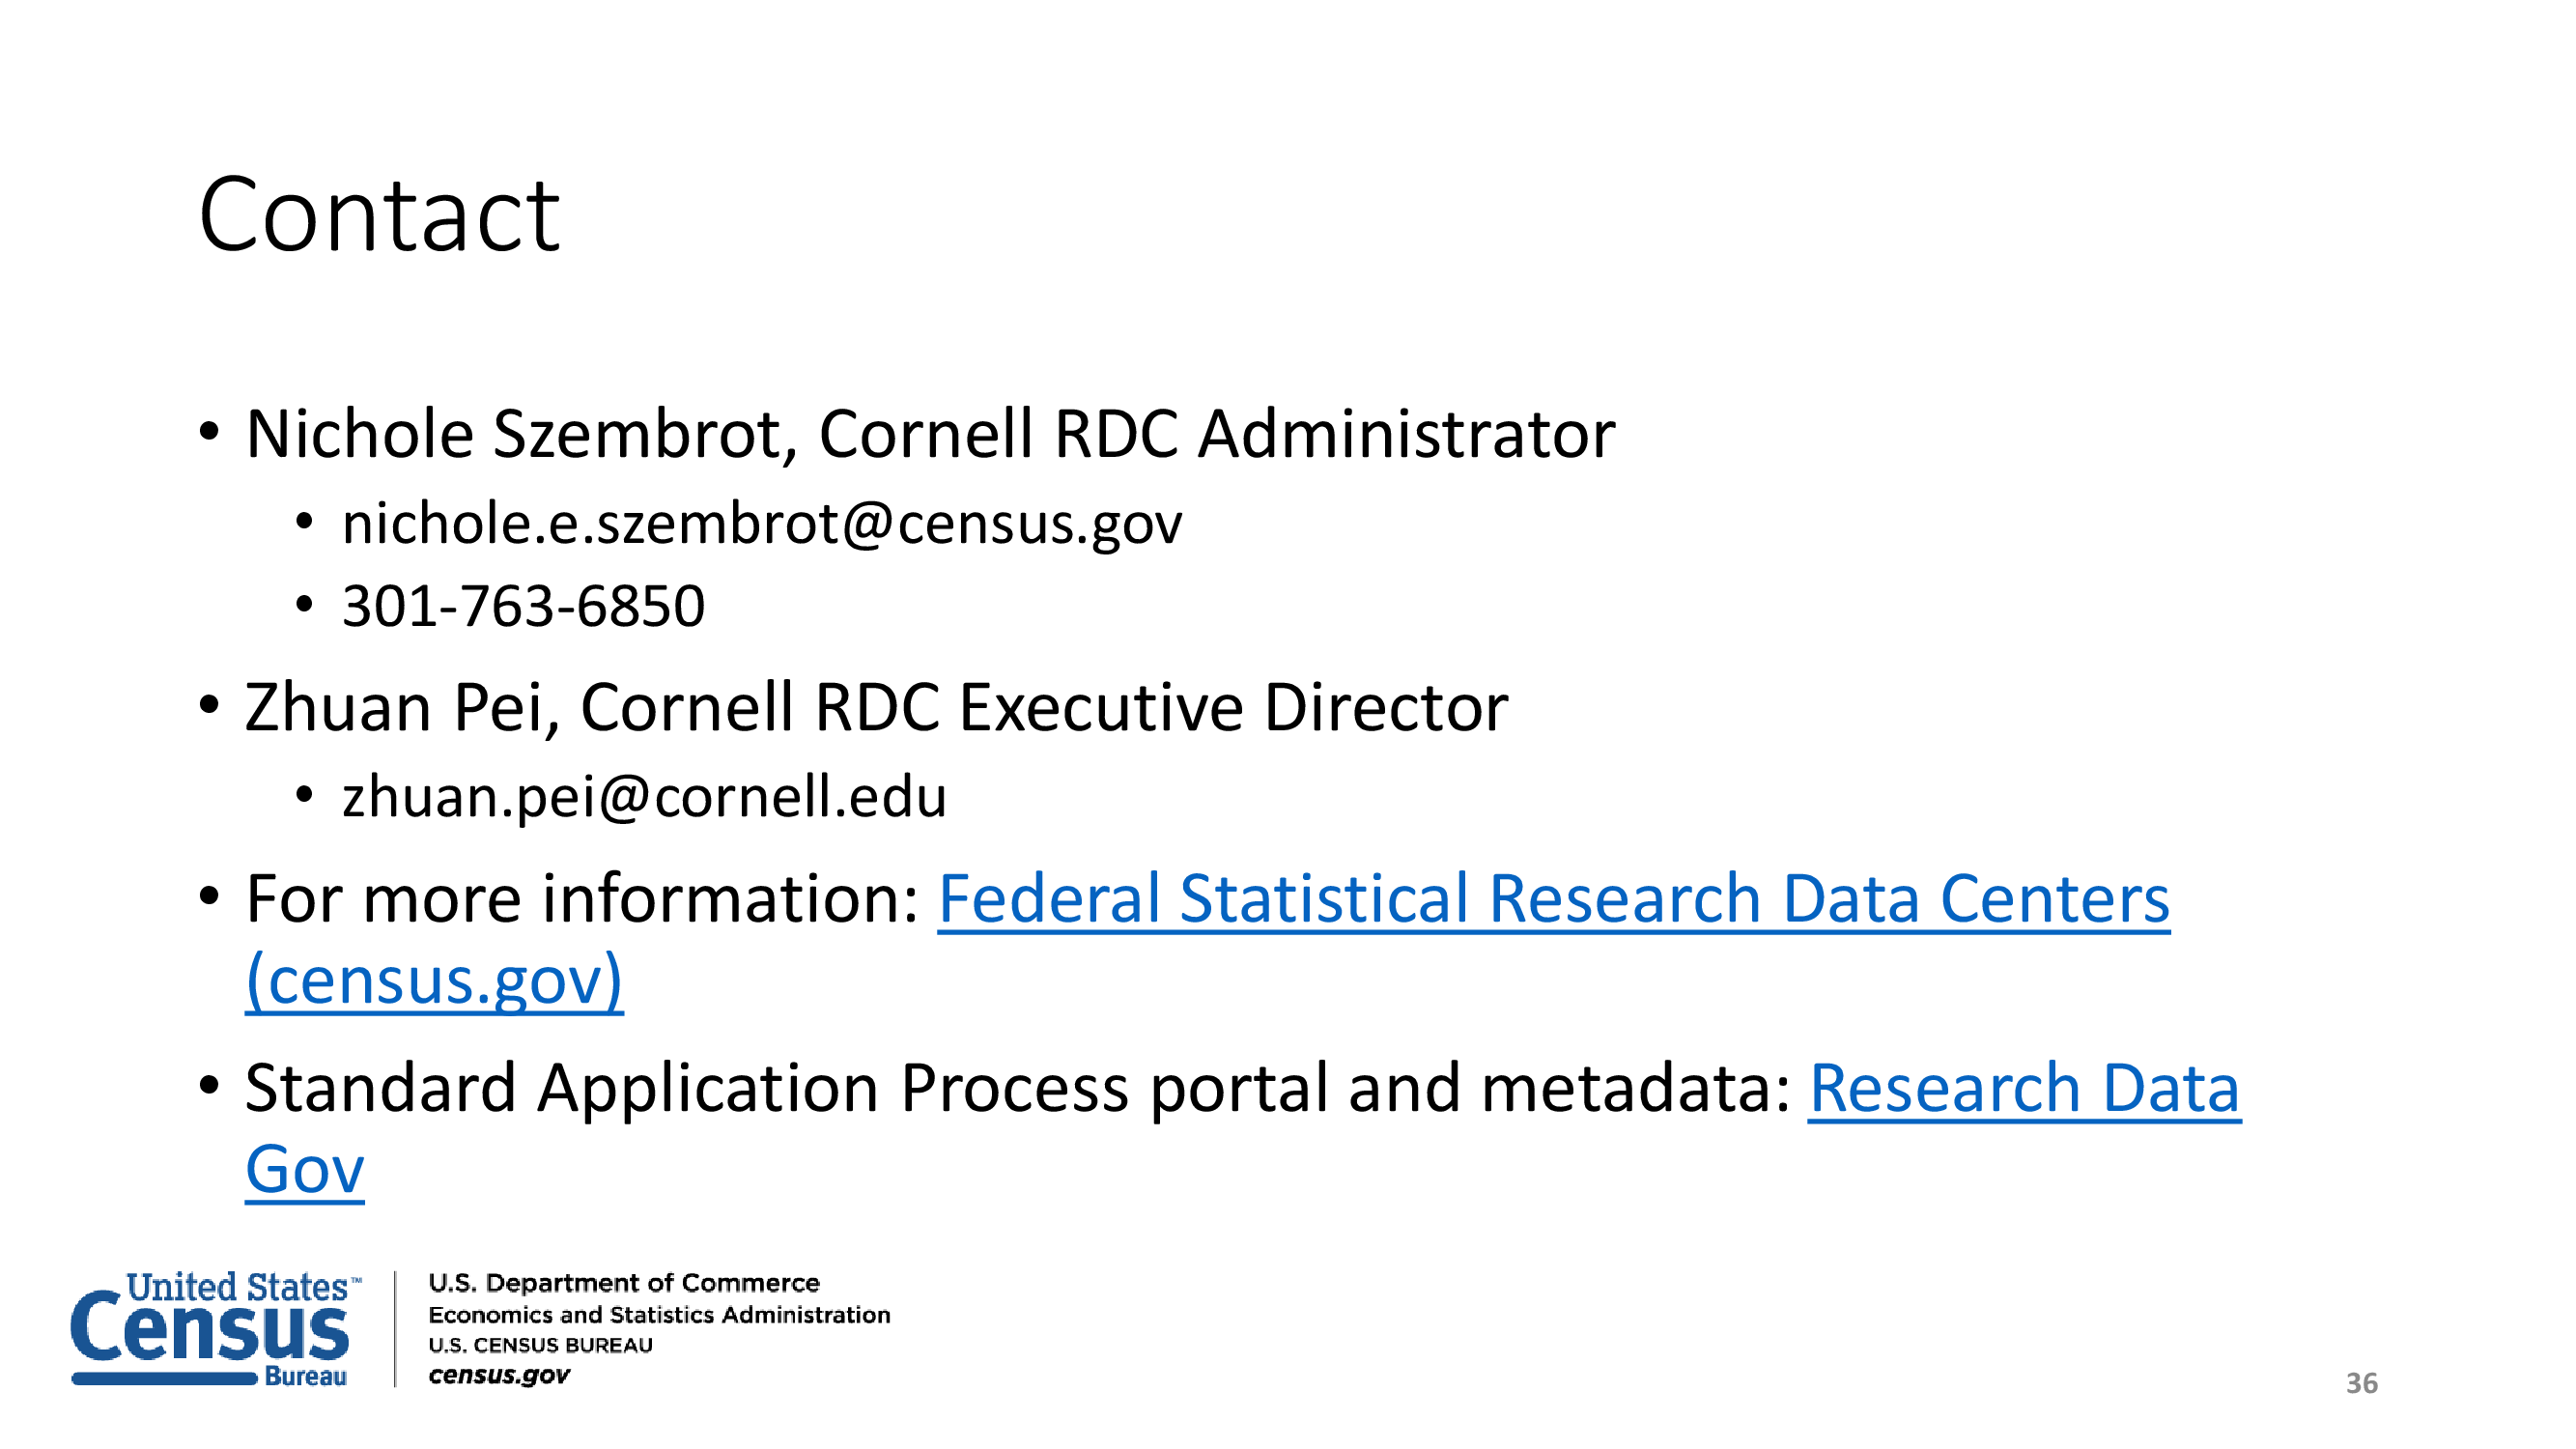 Contact
• Nichole Szembrot, Cornell RDC Administrator
• nichole.e.szembrot@census.gov
• 301-763-6850
• Zhuan Pei, Cornell RDC Executive Director
• zhuan.pei@cornell.edu
• For more information: Federal Statistical Research Data Centers
(census.gov)
• Standard Application Process portal and metadata: Research Data
Gov
United States™
Census
Bureau
U.S. Department of Commerce
Economics and Statistics Administration
U.S. CENSUS BUREAU
census.gov
36